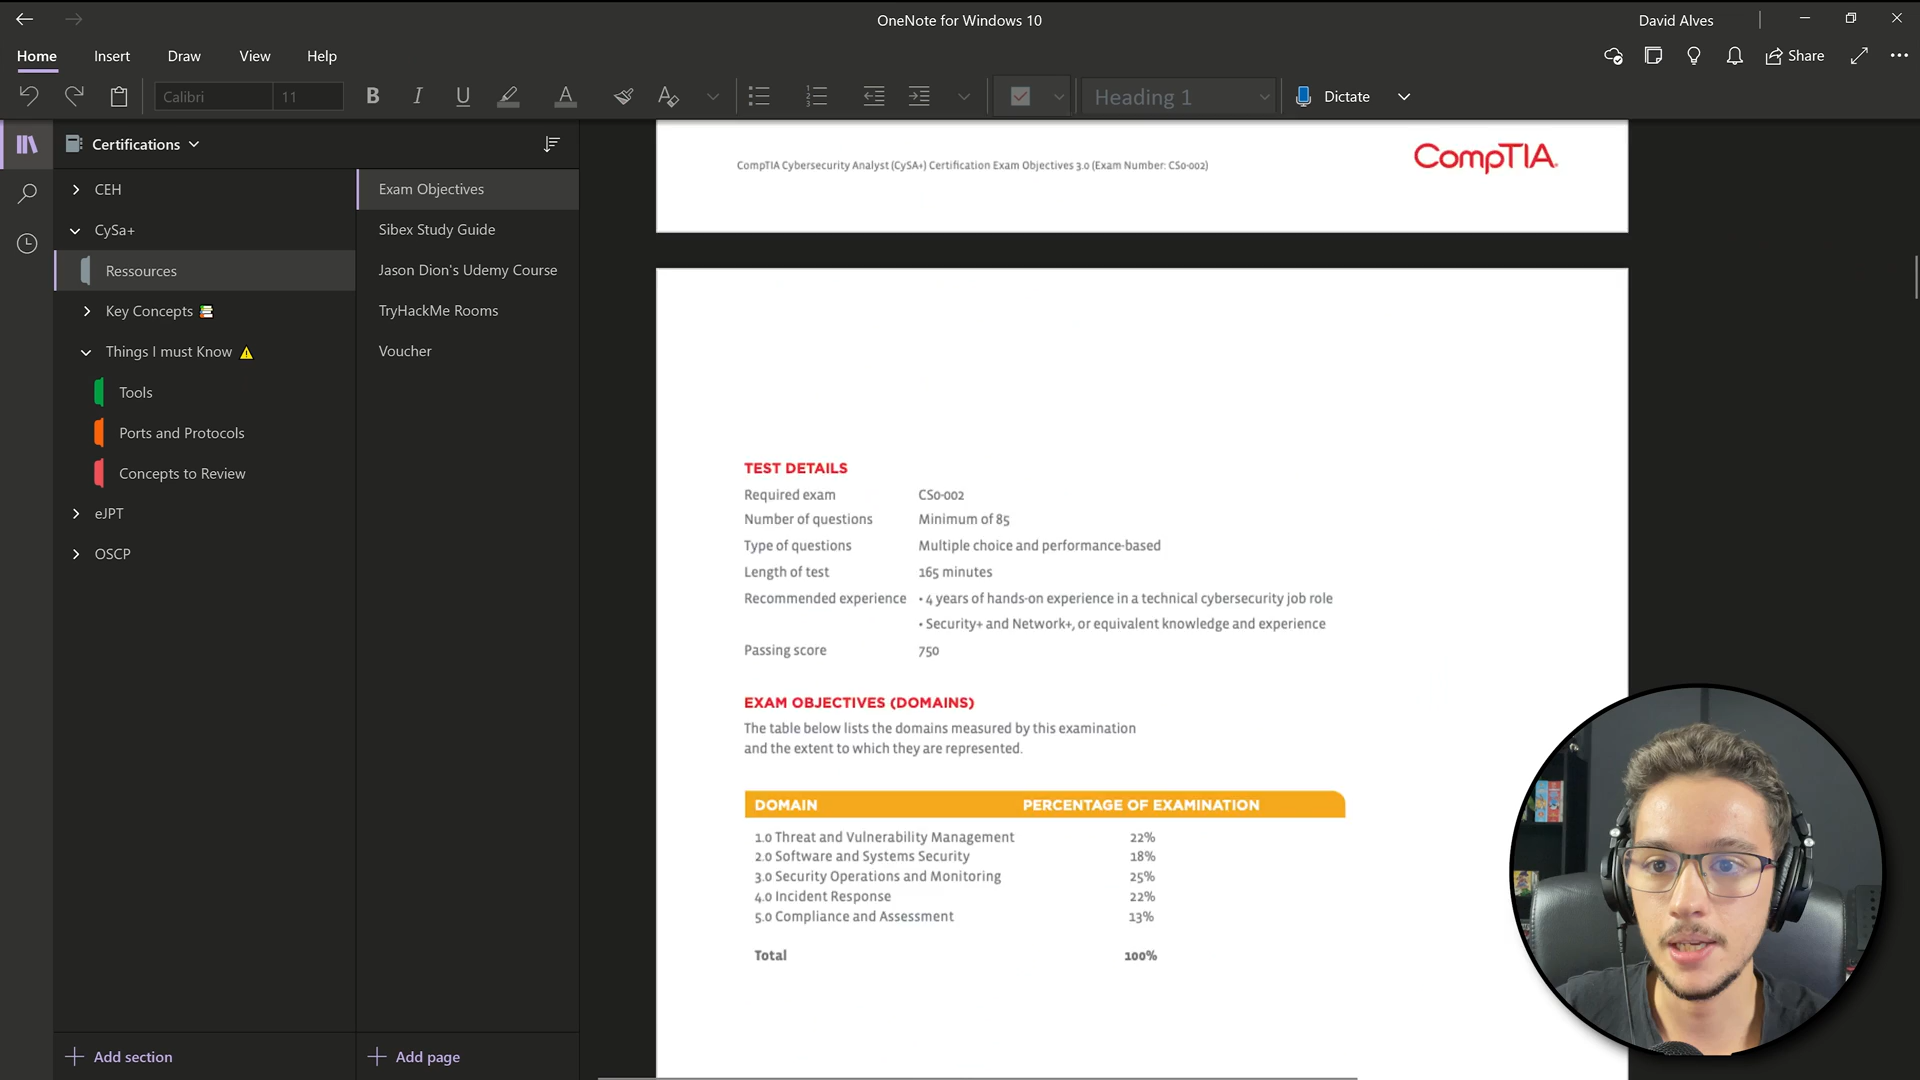 OneNote for Windows 10
David Alves
Home
Insert
Draw
View
Help
Share
Calibri
11
B
I
U
A
Heading 1
Dictate
Certifications
CEH
CySa+
Ressources
Key Concepts
Things I must Know
Tools
Ports and Protocols
Concepts to Review
eJPT
OSCP
Add section
Exam Objectives
Sibex Study Guide
Jason Dion's Udemy Course
TryHackMe Rooms
Voucher
Add page
CompTIA Cybersecurity Analyst (CySA+) Certification Exam Objectives 3.0 (Exam Number: CS0-002)
CompTIA.
TEST DETAILS
Required exam CS0-002
Number of questions Minimum of 85
Type of questions Multiple choice and performance-based
Length of test 165 minutes
Recommended experience • 4 years of hands-on experience in a technical cybersecurity job role
• Security+ and Network+, or equivalent knowledge and experience
Passing score 750
EXAM OBJECTIVES (DOMAINS)
The table below lists the domains measured by this examination
and the extent to which they are represented.
DOMAIN PERCENTAGE OF EXAMINATION
1.0 Threat and Vulnerability Management 22%
2.0 Software and Systems Security 18%
3.0 Security Operations and Monitoring 25%
4.0 Incident Response 22%
5.0 Compliance and Assessment 13%
Total 100%